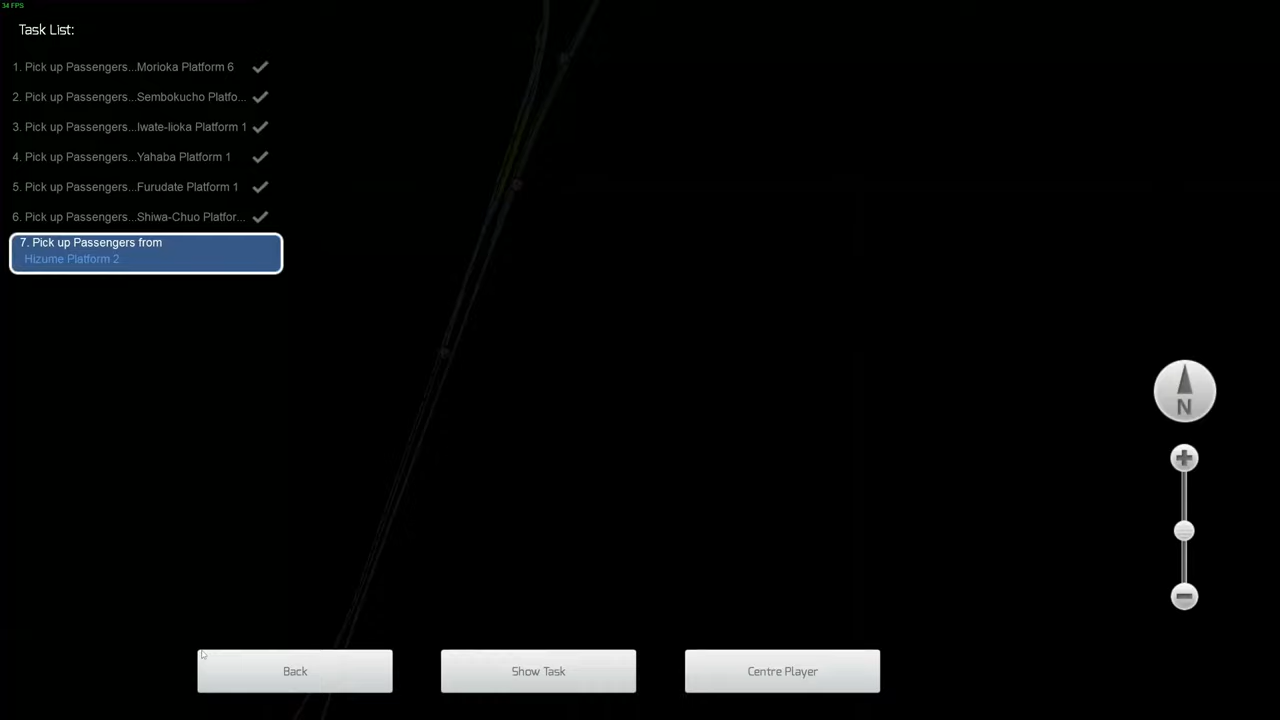 34 FPS
Task List:
1. Pick up Passengers...Morioka Platform 6
2. Pick up Passengers...Sembokucho Platfo...
3. Pick up Passengers...Iwate-Iioka Platform 1
4. Pick up Passengers...Yahaba Platform 1
5. Pick up Passengers...Furudate Platform 1
6. Pick up Passengers...Shiwa-Chuo Platfor...
7. Pick up Passengers from
Hizume Platform 2
N
Back
Show Task
Centre Player